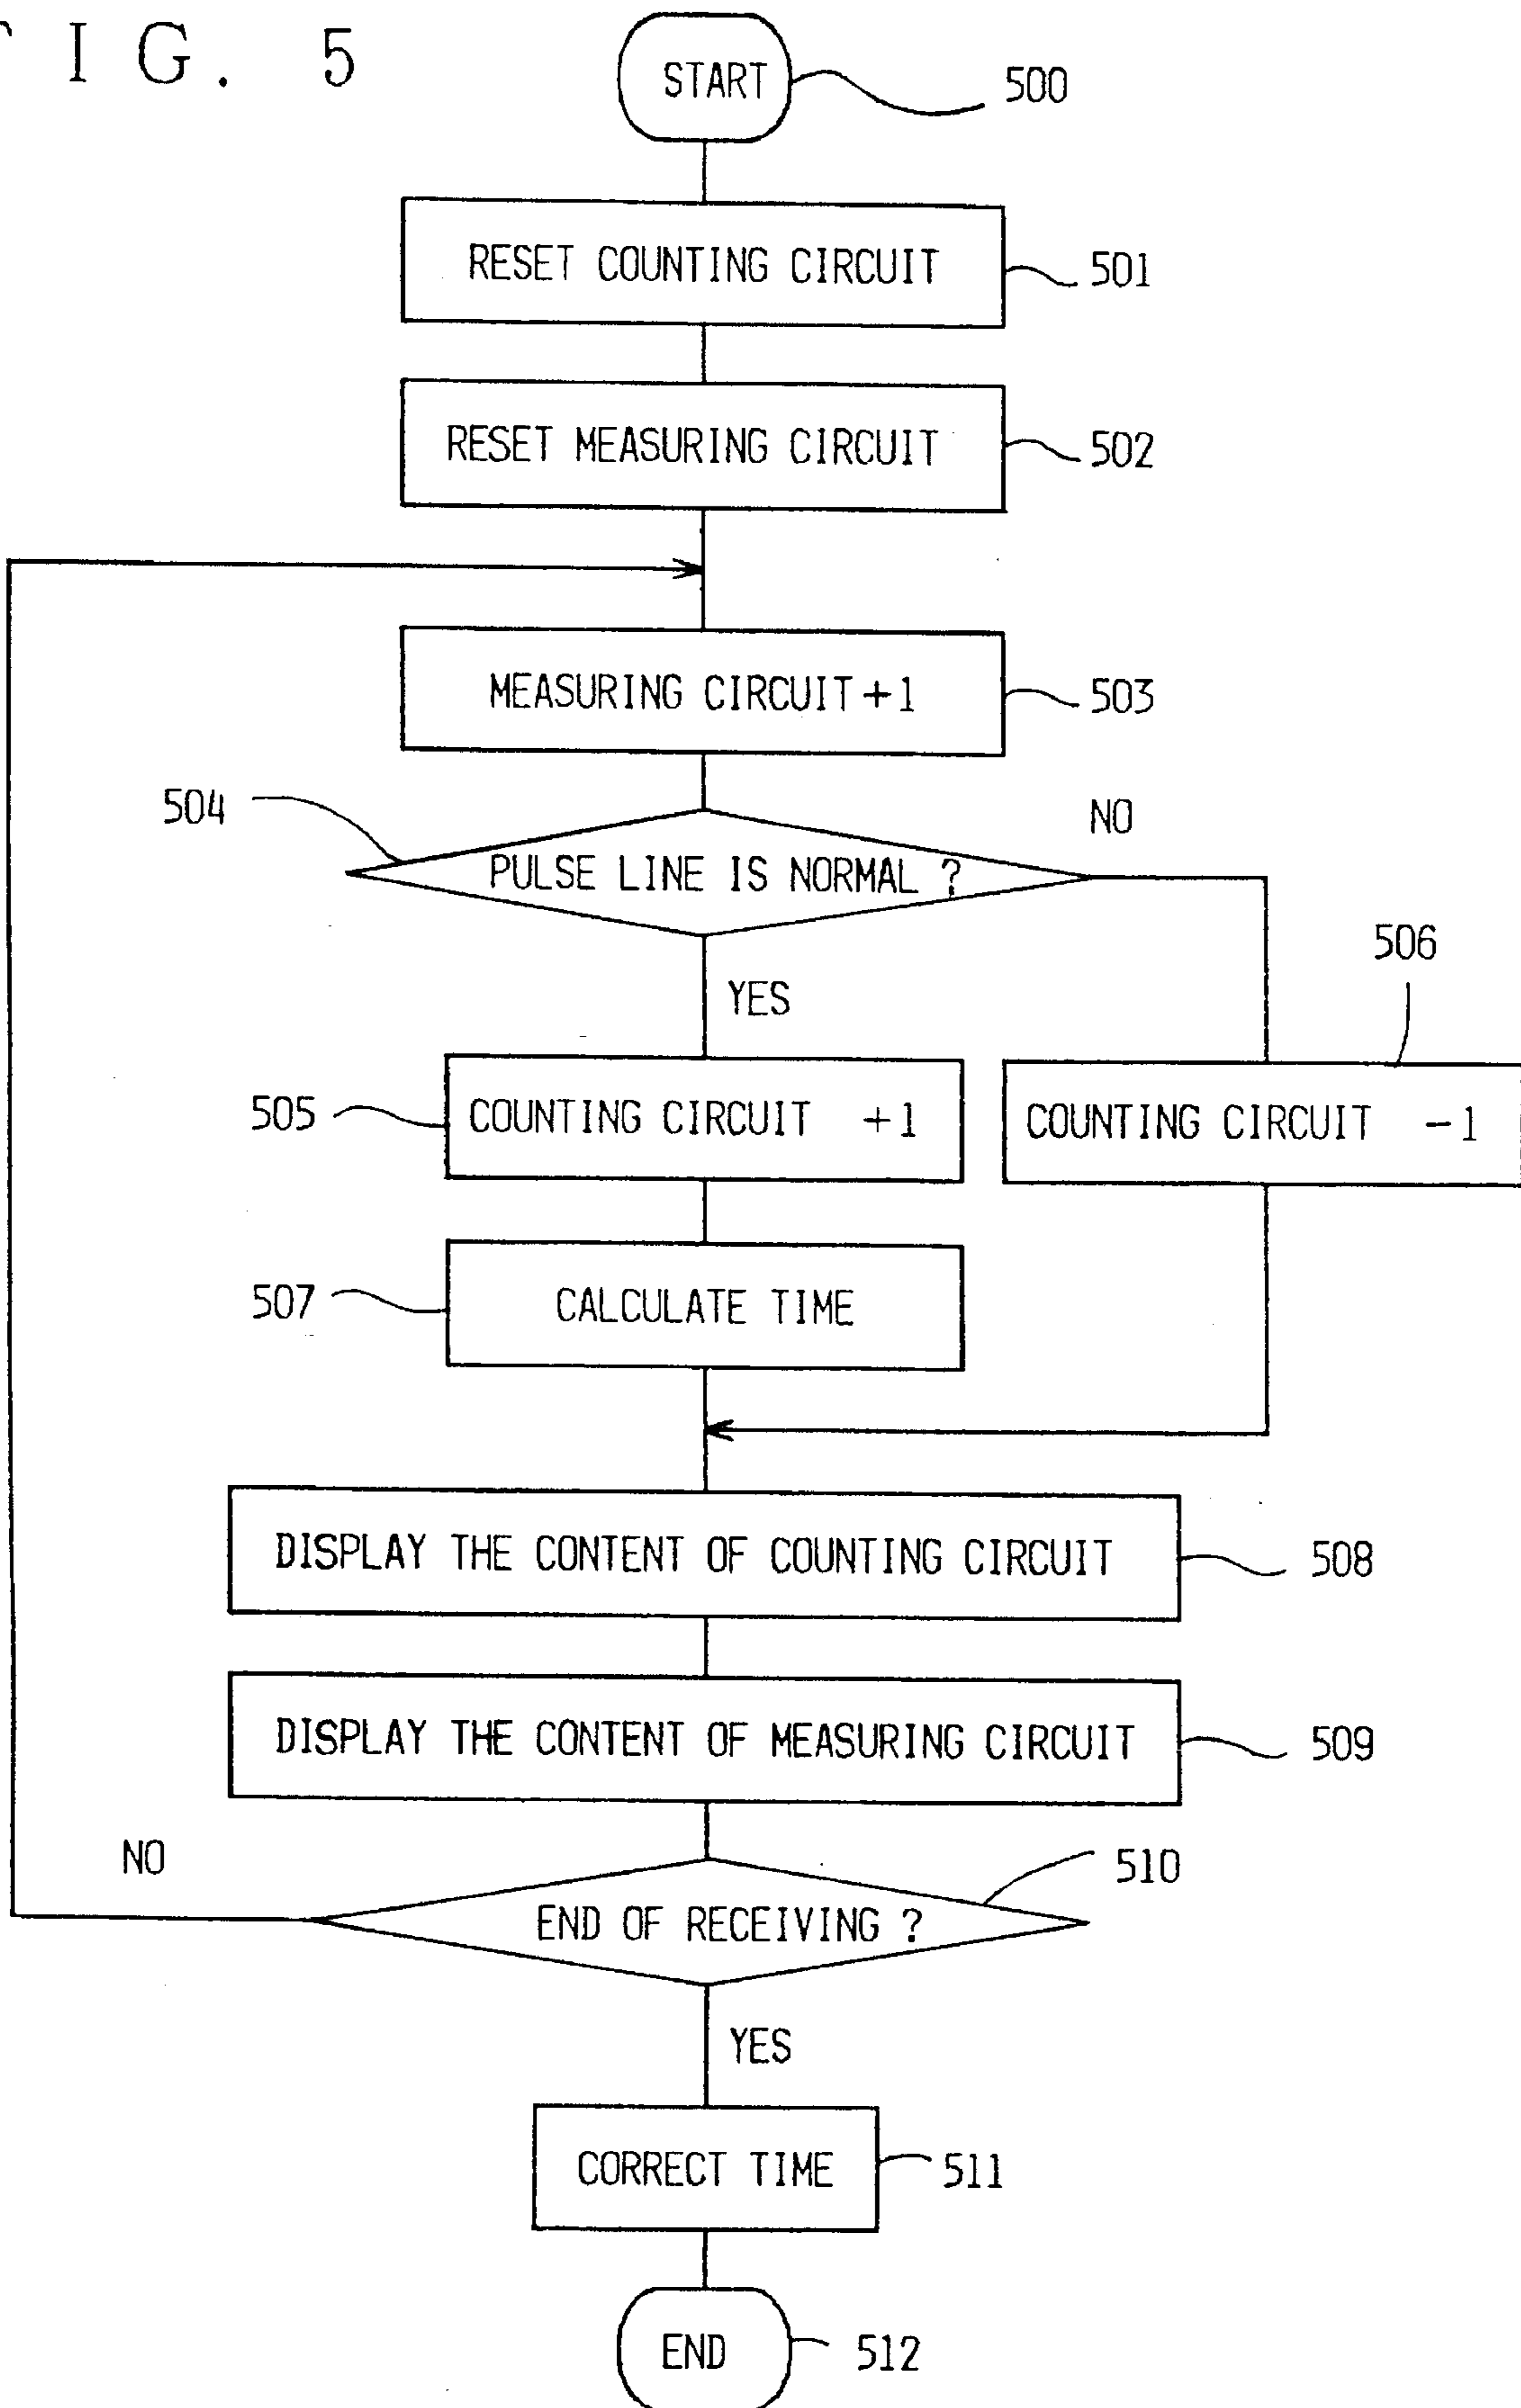 FIG. 5
START
500
RESET COUNTING CIRCUIT
501
RESET MEASURING CIRCUIT
502
MEASURING CIRCUIT +1
503
504
PULSE LINE IS NORMAL ?
NO
YES
506
505
COUNTING CIRCUIT +1
COUNTING CIRCUIT -1
507
CALCULATE TIME
DISPLAY THE CONTENT OF COUNTING CIRCUIT
508
DISPLAY THE CONTENT OF MEASURING CIRCUIT
509
NO
510
END OF RECEIVING ?
YES
CORRECT TIME
511
END
512